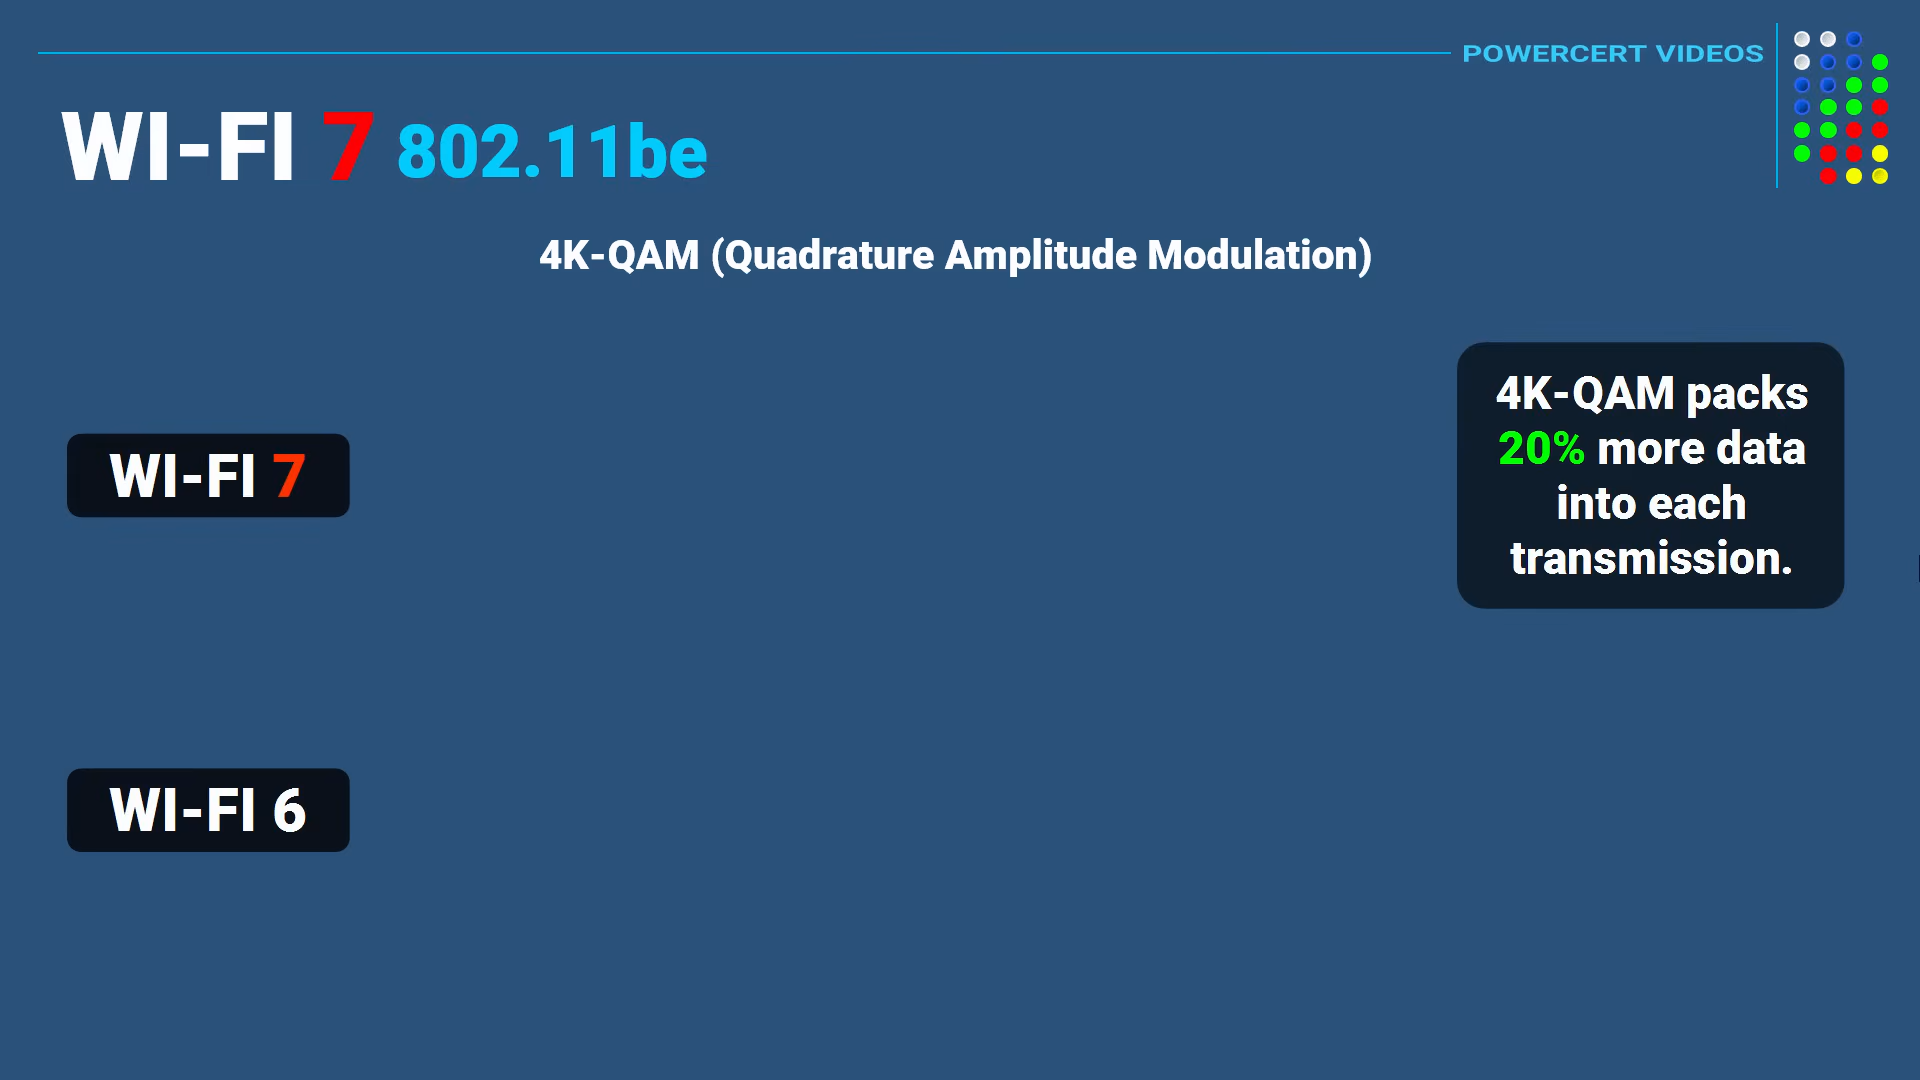 POWERCERT VIDEOS
WI-FI 7 802.11be
4K-QAM (Quadrature Amplitude Modulation)
WI-FI 7
4K-QAM packs
20% more data
into each
transmission.
WI-FI 6